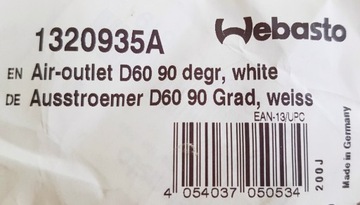 Webasto
1320935A
EN Air-outlet D60 90 degr, white
DE Ausstroemer D60 90 Grad, weiss
EAN-13/UPC
4 054037 050534
200J
Made in Germany